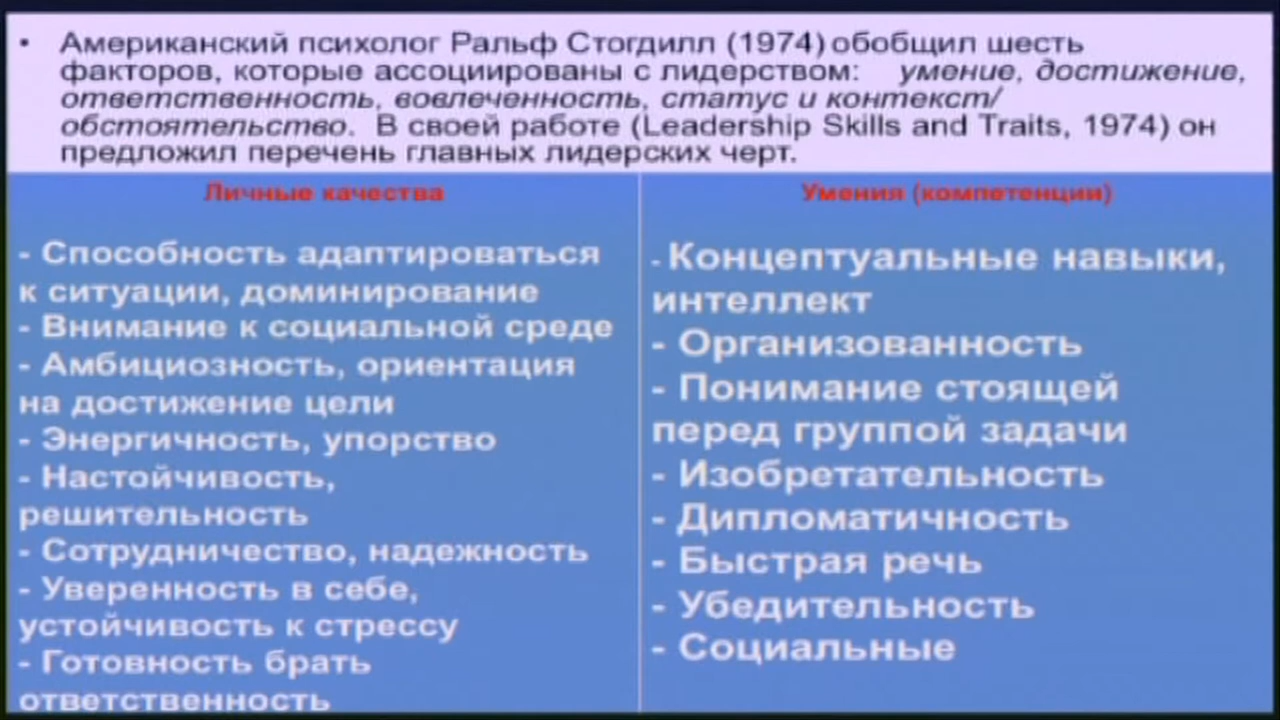 • Американский психолог Ральф Стогдилл (1974) обобщил шесть
факторов, которые ассоциированы с лидерством: умение, достижение,
ответственность, вовлеченность, статус и контекст/
обстоятельство. В своей работе (Leadership Skills and Traits, 1974) он
предложил перечень главных лидерских черт.
Личные качества
- Способность адаптироваться
к ситуации, доминирование
- Внимание к социальной среде
- Амбициозность, ориентация
на достижение цели
- Энергичность, упорство
- Настойчивость,
решительность
- Сотрудничество, надежность
- Уверенность в себе,
устойчивость к стрессу
- Готовность брать
ответственность
Умения (компетенции)
- Концептуальные навыки,
интеллект
- Организованность
- Понимание стоящей
перед группой задачи
- Изобретательность
- Дипломатичность
- Быстрая речь
- Убедительность
- Социальные